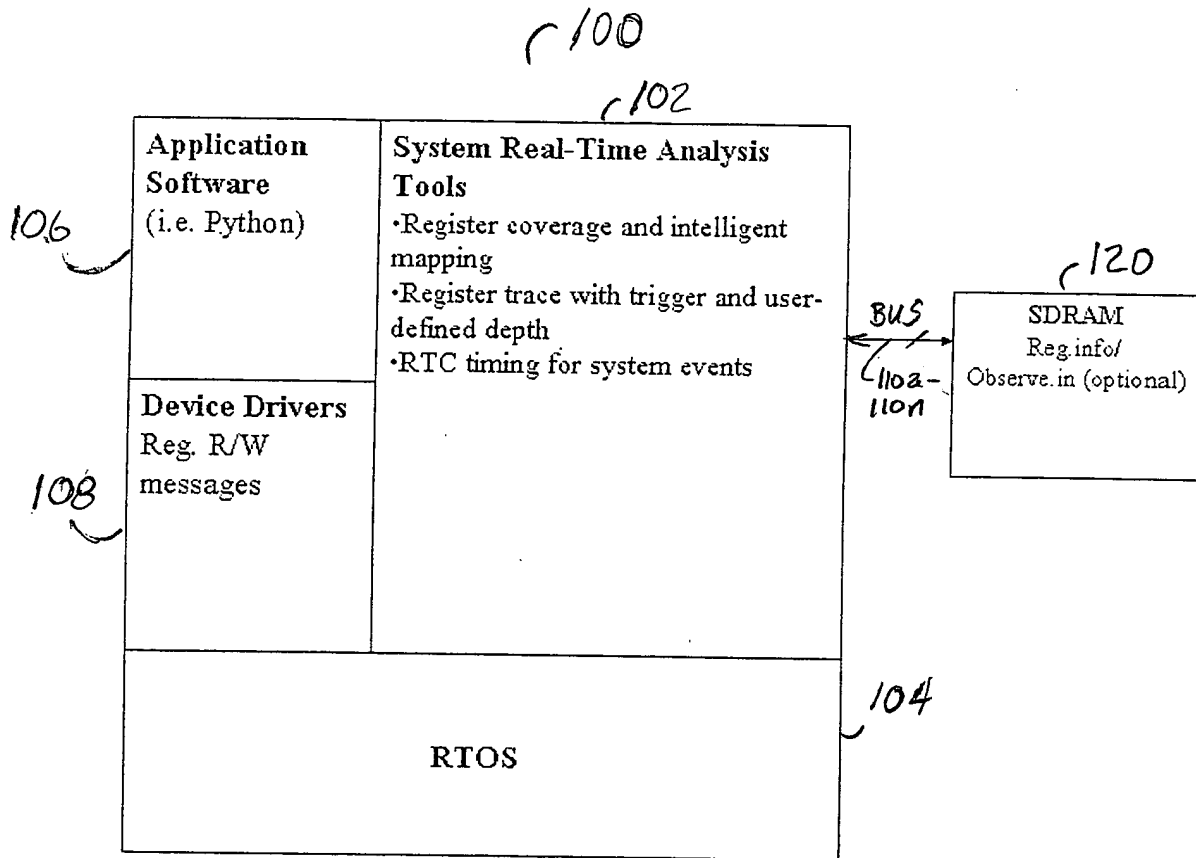 100
102
Application
Software
(i.e. Python)
System Real-Time Analysis
Tools
•Register coverage and intelligent
mapping
•Register trace with trigger and user-
defined depth
•RTC timing for system events
106
Device Drivers
Reg. R/W
messages
108
BUS
110a-
110n
120
SDRAM
Reg.info/
Observe.in (optional)
104
RTOS